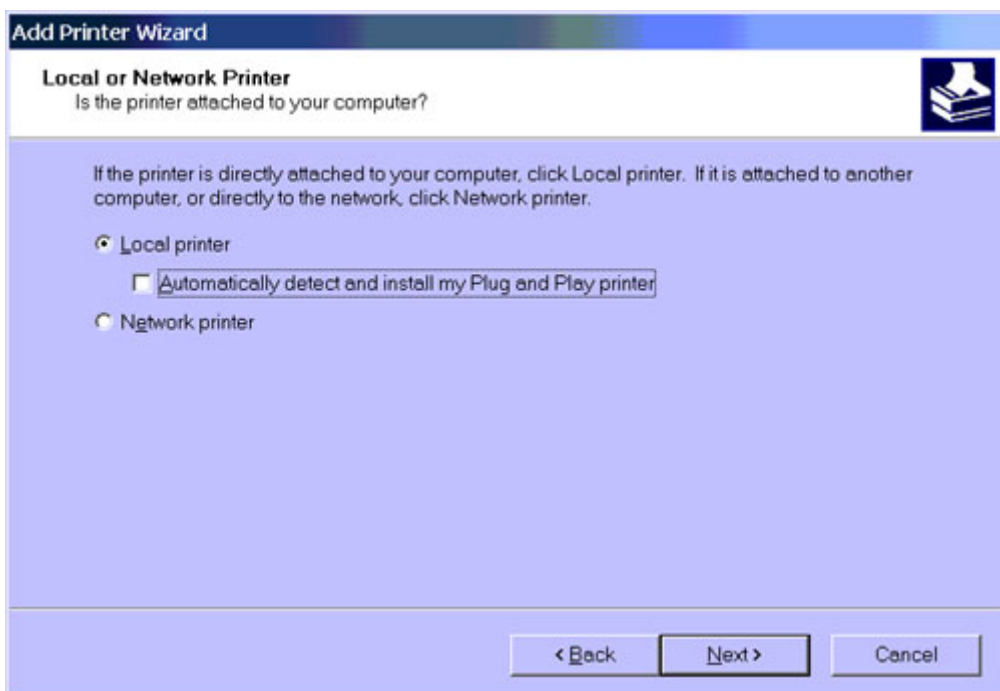 Add Printer Wizard
Local or Network Printer
Is the printer attached to your computer?
If the printer is directly attached to your computer, click Local printer. If it is attached to another
computer, or directly to the network, click Network printer.
Local printer
Automatically detect and install my Plug and Play printer
Network printer
< Back Next > Cancel